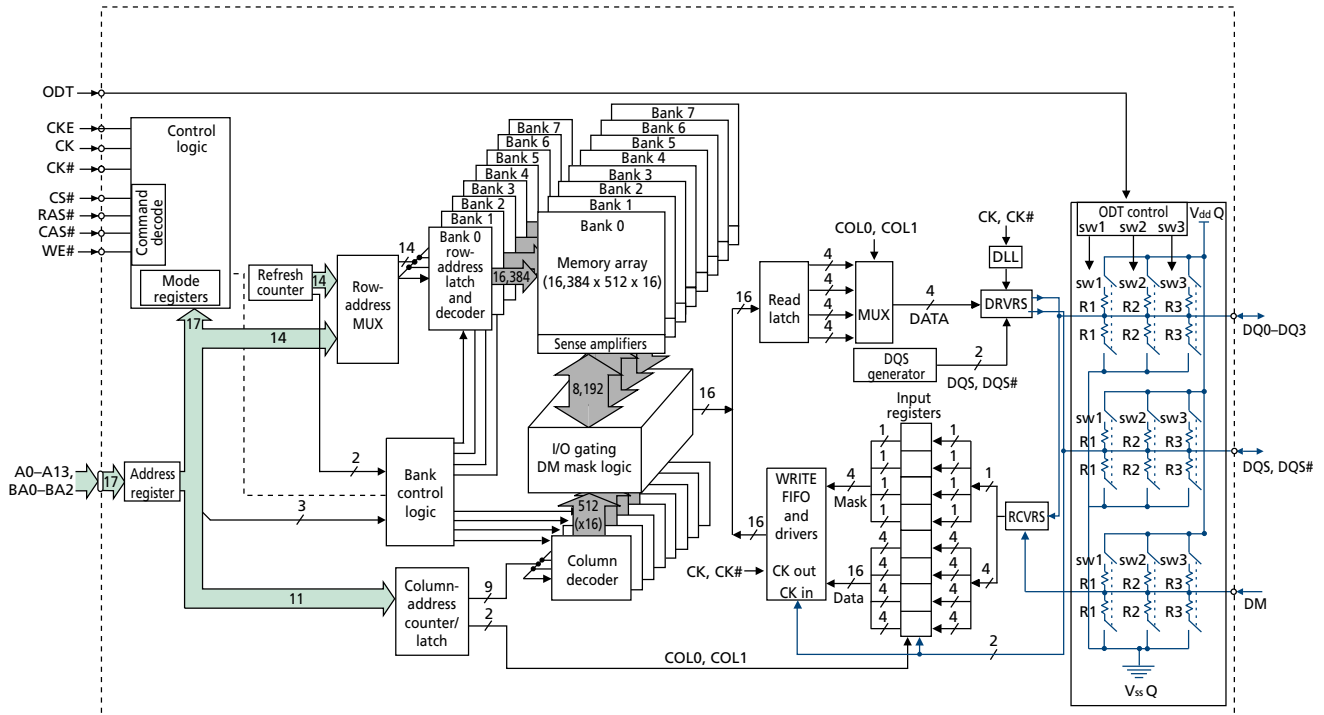 ODT
CKE
CK
CK#
CS#
RAS#
CAS#
WE#
Control
logic
Command
decode
Mode
registers
17
Refresh
counter
14
14
Row-
address
MUX
14
Bank 7
Bank 6
Bank 5
Bank 4
Bank 3
Bank 2
Bank 1
Bank 0
row-
address
latch
and
decoder
16,384
Bank 7
Bank 6
Bank 5
Bank 4
Bank 3
Bank 2
Bank 1
Bank 0
Memory array
(16,384 x 512 x 16)
Sense amplifiers
8,192
I/O gating
DM mask logic
16
512
(x16)
Column
decoder
A0–A13,
BA0–BA2
17
Address
register
2
3
Bank
control
logic
11
Column-
address
counter/
latch
9
2
COL0, COL1
16
Read
latch
4
4
4
4
COL0, COL1
MUX
4
DATA
CK, CK#
DLL
DRVRS
DQS
generator
2
DQS, DQS#
Input
registers
16
CK, CK#
WRITE
FIFO
and
drivers
CK out
CK in
4
Mask
16
Data
1
1
1
1
4
4
4
4
1
1
1
1
4
4
4
4
1
4
RCVRS
2
ODT control
sw1 sw2 sw3
Vdd Q
sw1 sw2 sw3
R1 R2 R3
R1 R2 R3
DQ0–DQ3
sw1 sw2 sw3
R1 R2 R3
R1 R2 R3
DQS, DQS#
sw1 sw2 sw3
R1 R2 R3
R1 R2 R3
DM
Vss Q